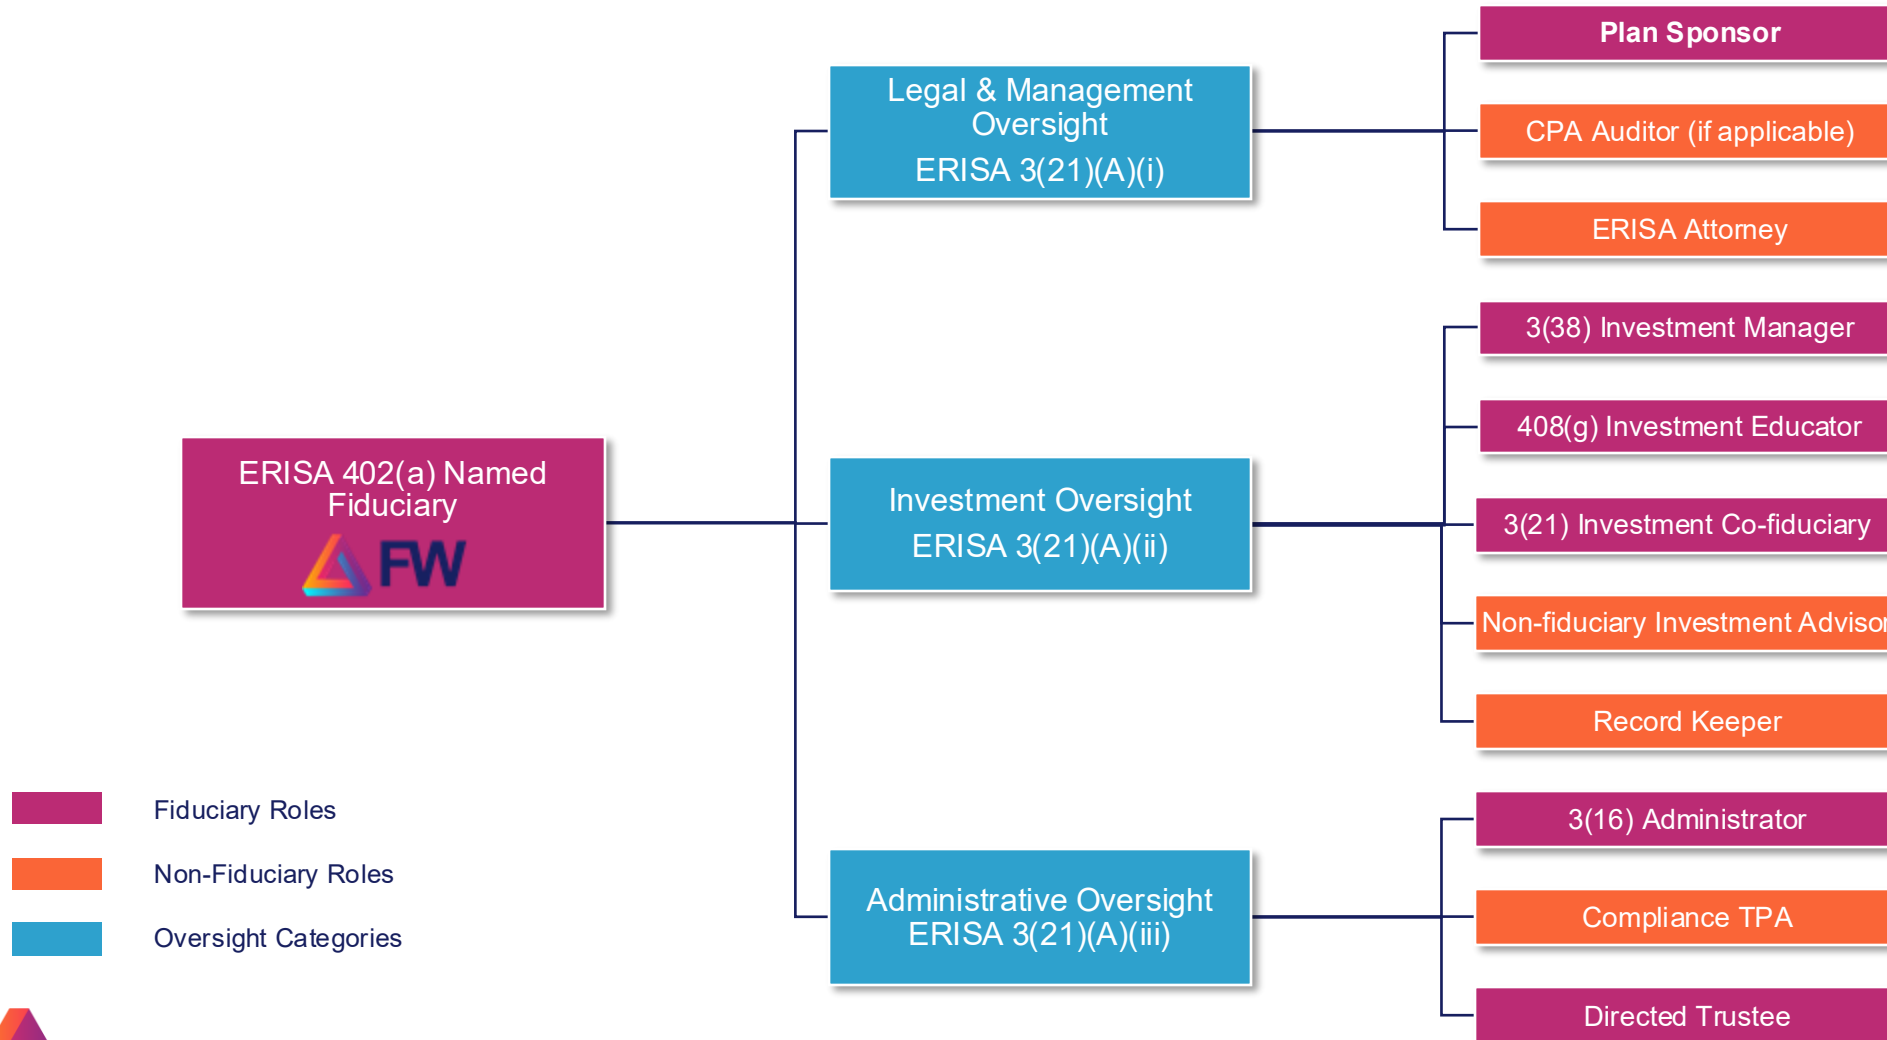 Plan Sponsor
Legal & Management
Oversight
ERISA 3(21)(A)(i)
CPA Auditor (if applicable)
ERISA Attorney
3(38) Investment Manager
408(g) Investment Educator
ERISA 402(a) Named
Fiduciary
FW
Investment Oversight
ERISA 3(21)(A)(ii)
3(21) Investment Co-fiduciary
Non-fiduciary Investment Advisor
Record Keeper
3(16) Administrator
Administrative Oversight
ERISA 3(21)(A)(iii)
Compliance TPA
Directed Trustee
Fiduciary Roles
Non-Fiduciary Roles
Oversight Categories